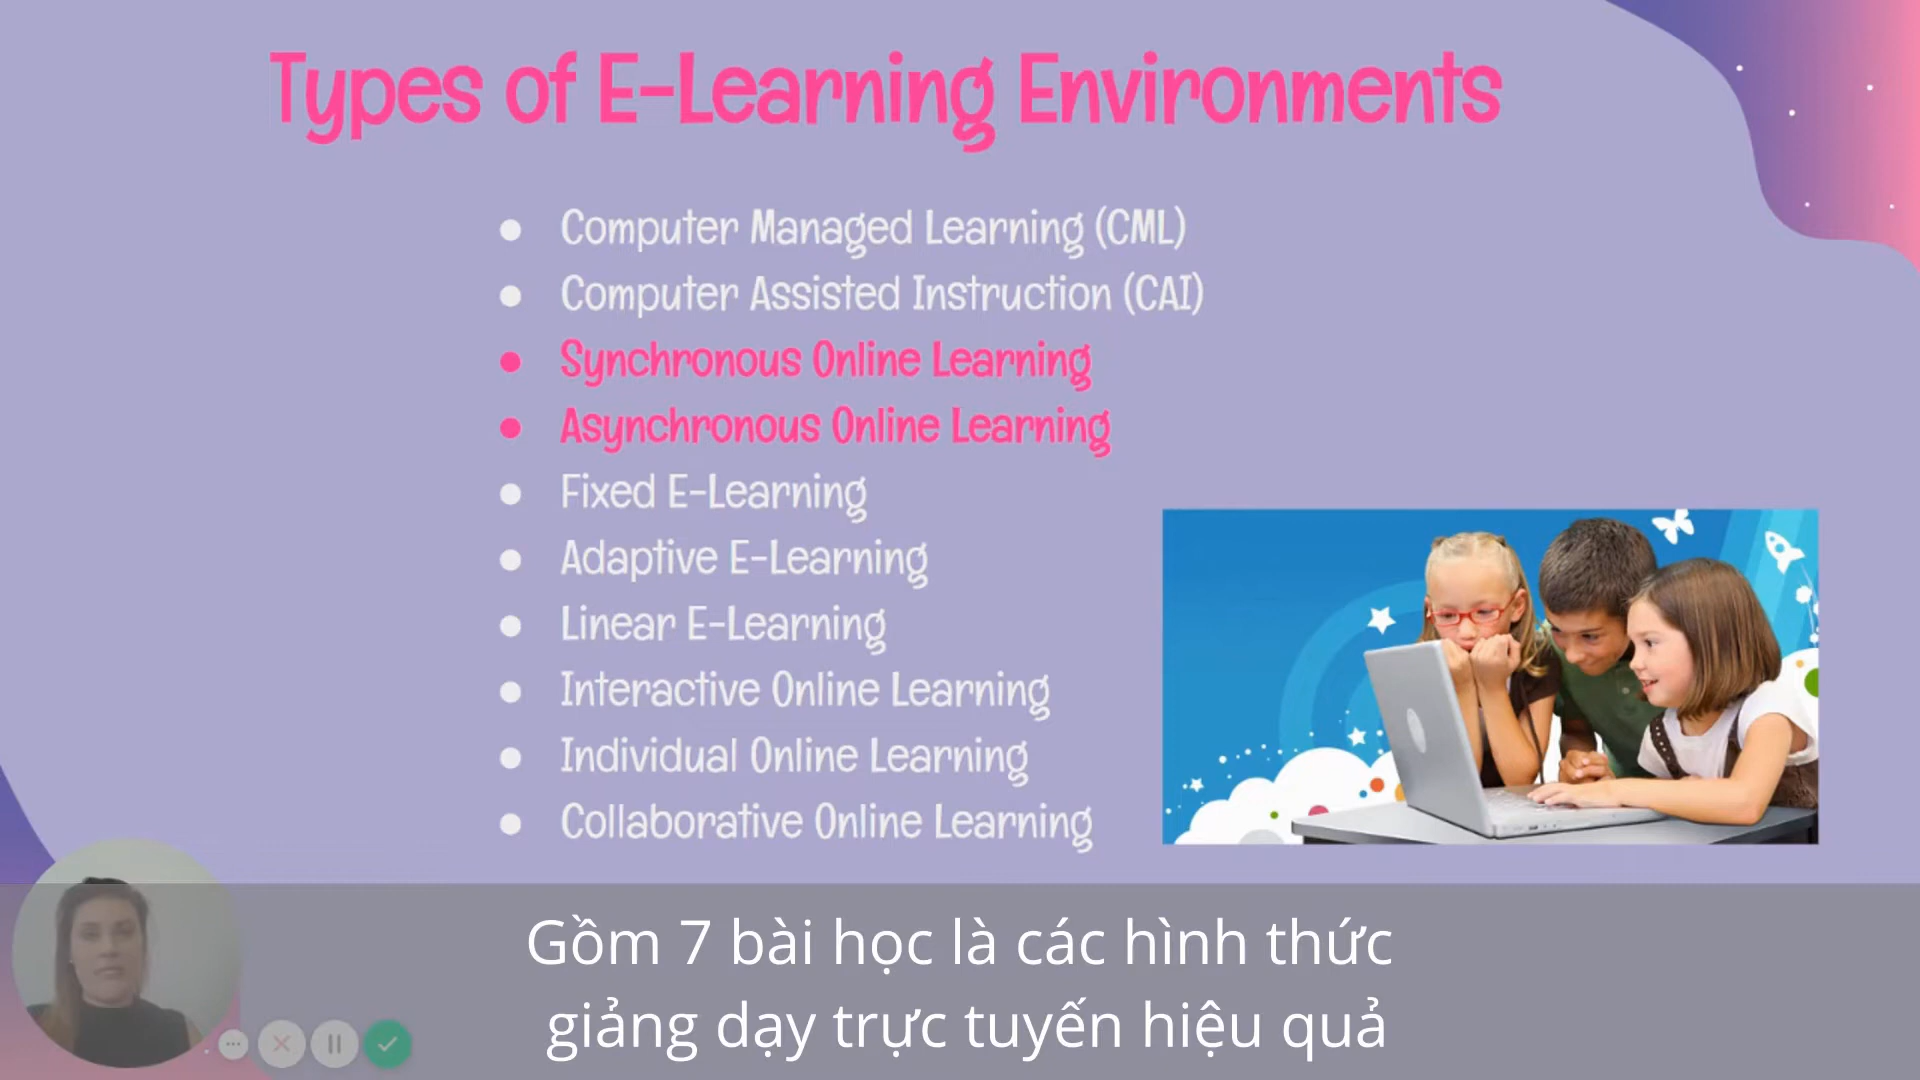 Types of E-Learning Environments
● Computer Managed Learning (CML)
● Computer Assisted Instruction (CAI)
● Synchronous Online Learning
● Asynchronous Online Learning
● Fixed E-Learning
● Adaptive E-Learning
● Linear E-Learning
● Interactive Online Learning
● Individual Online Learning
● Collaborative Online Learning
Gồm 7 bài học là các hình thức
giảng dạy trực tuyến hiệu quả